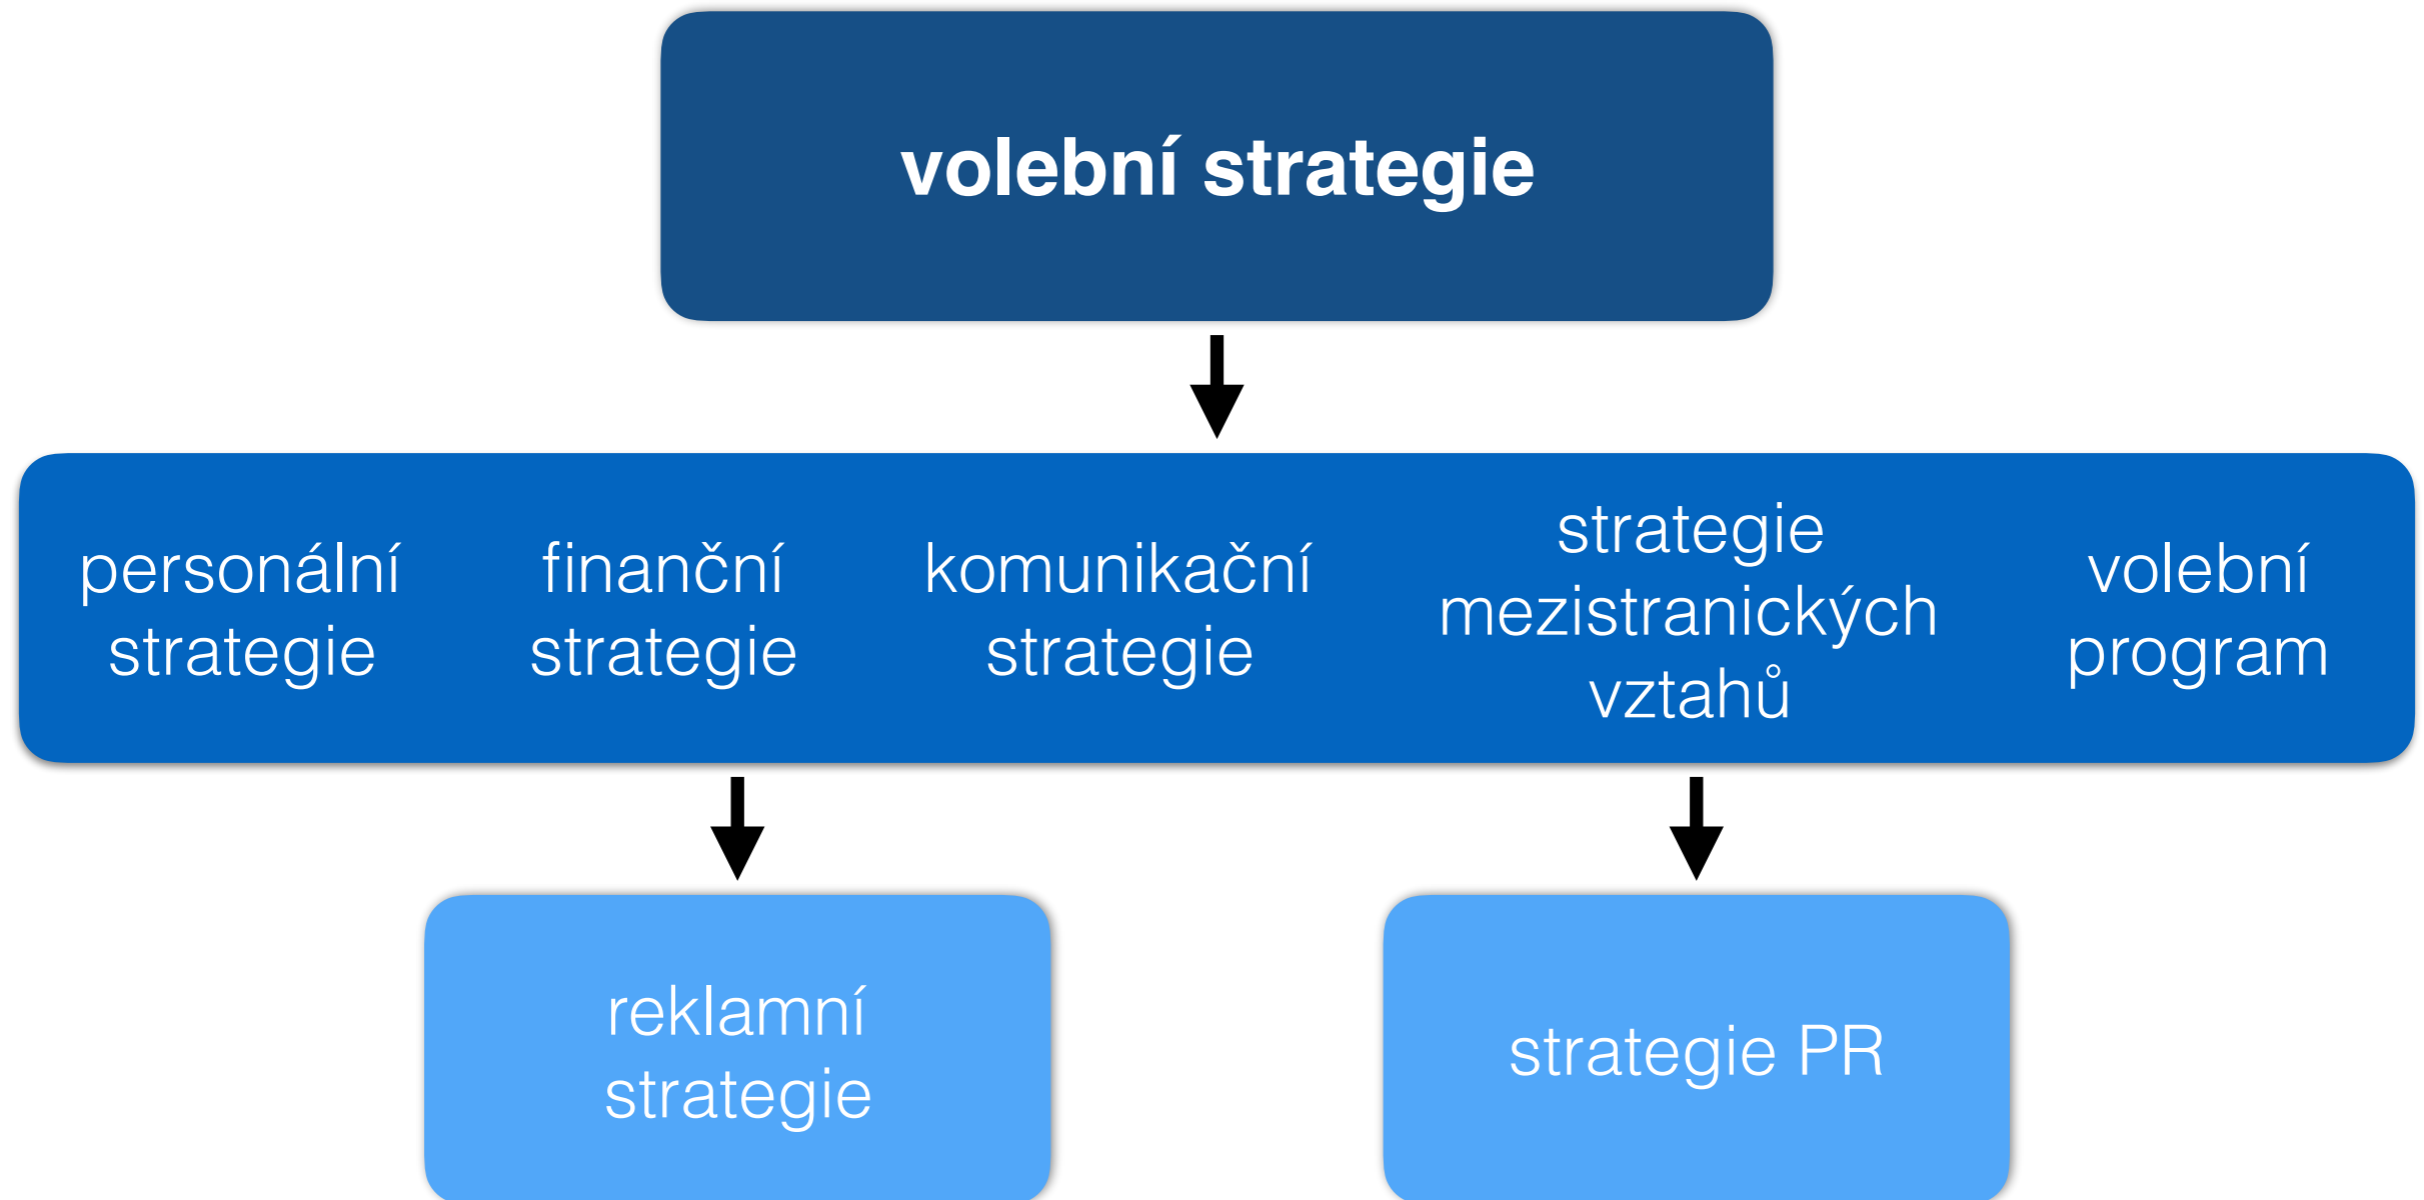 volební strategie
personální
strategie
finanční
strategie
komunikační
strategie
strategie
mezistranických
vztahů
volební
program
reklamní
strategie
strategie PR